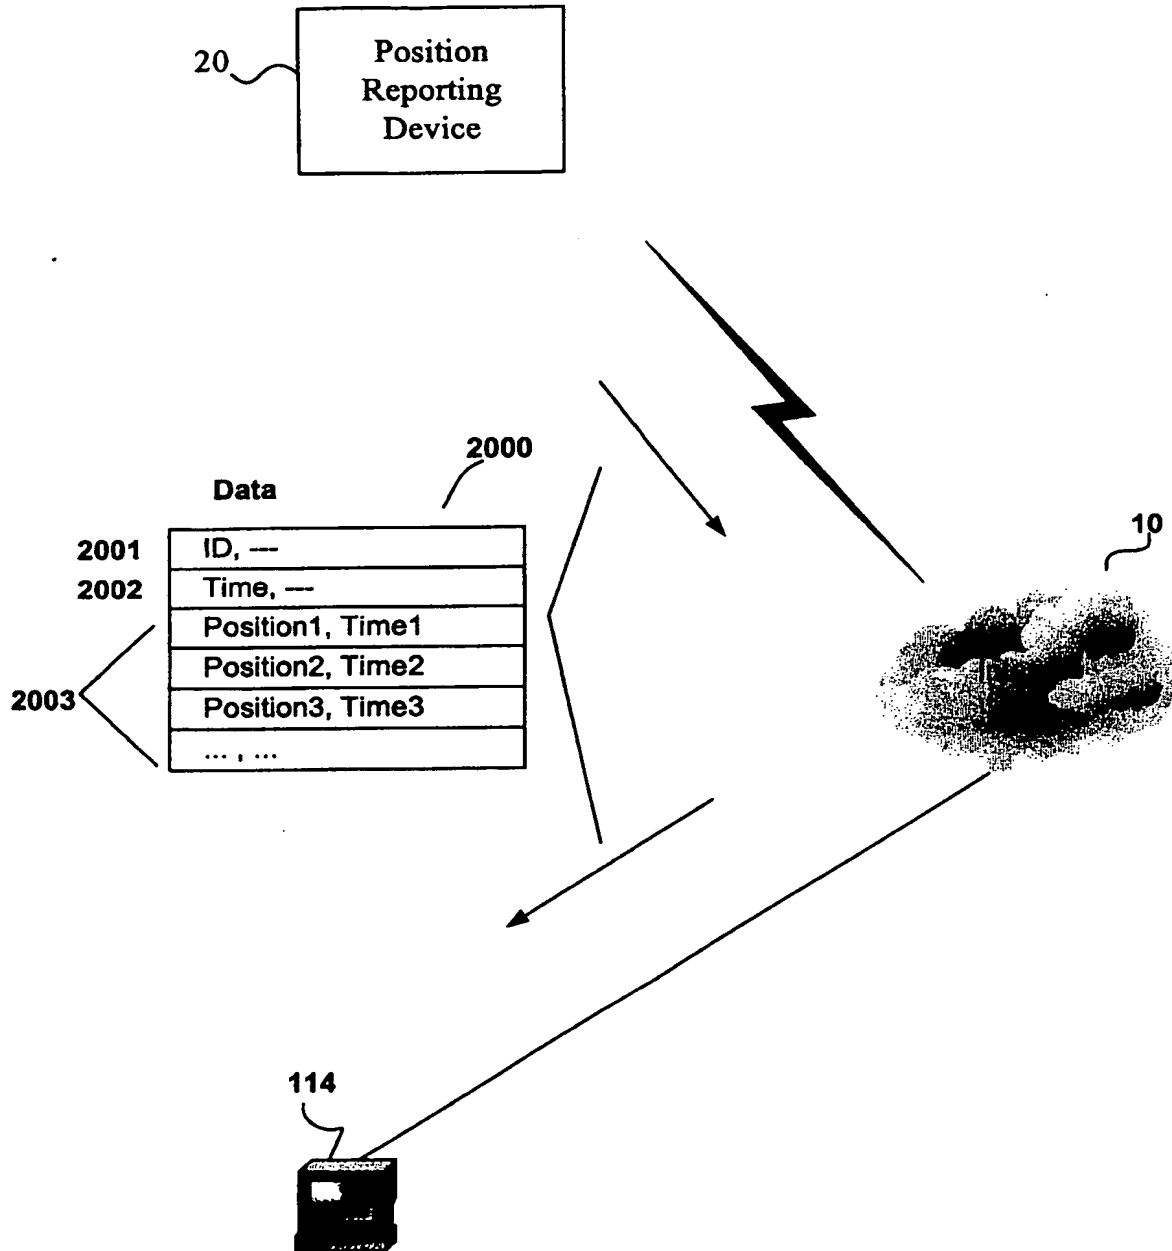 20
Position
Reporting
Device
2000
Data
10
2001
ID, ---
2002
Time, ---
Position1, Time1
Position2, Time2
2003
Position3, Time3
... , ...
114